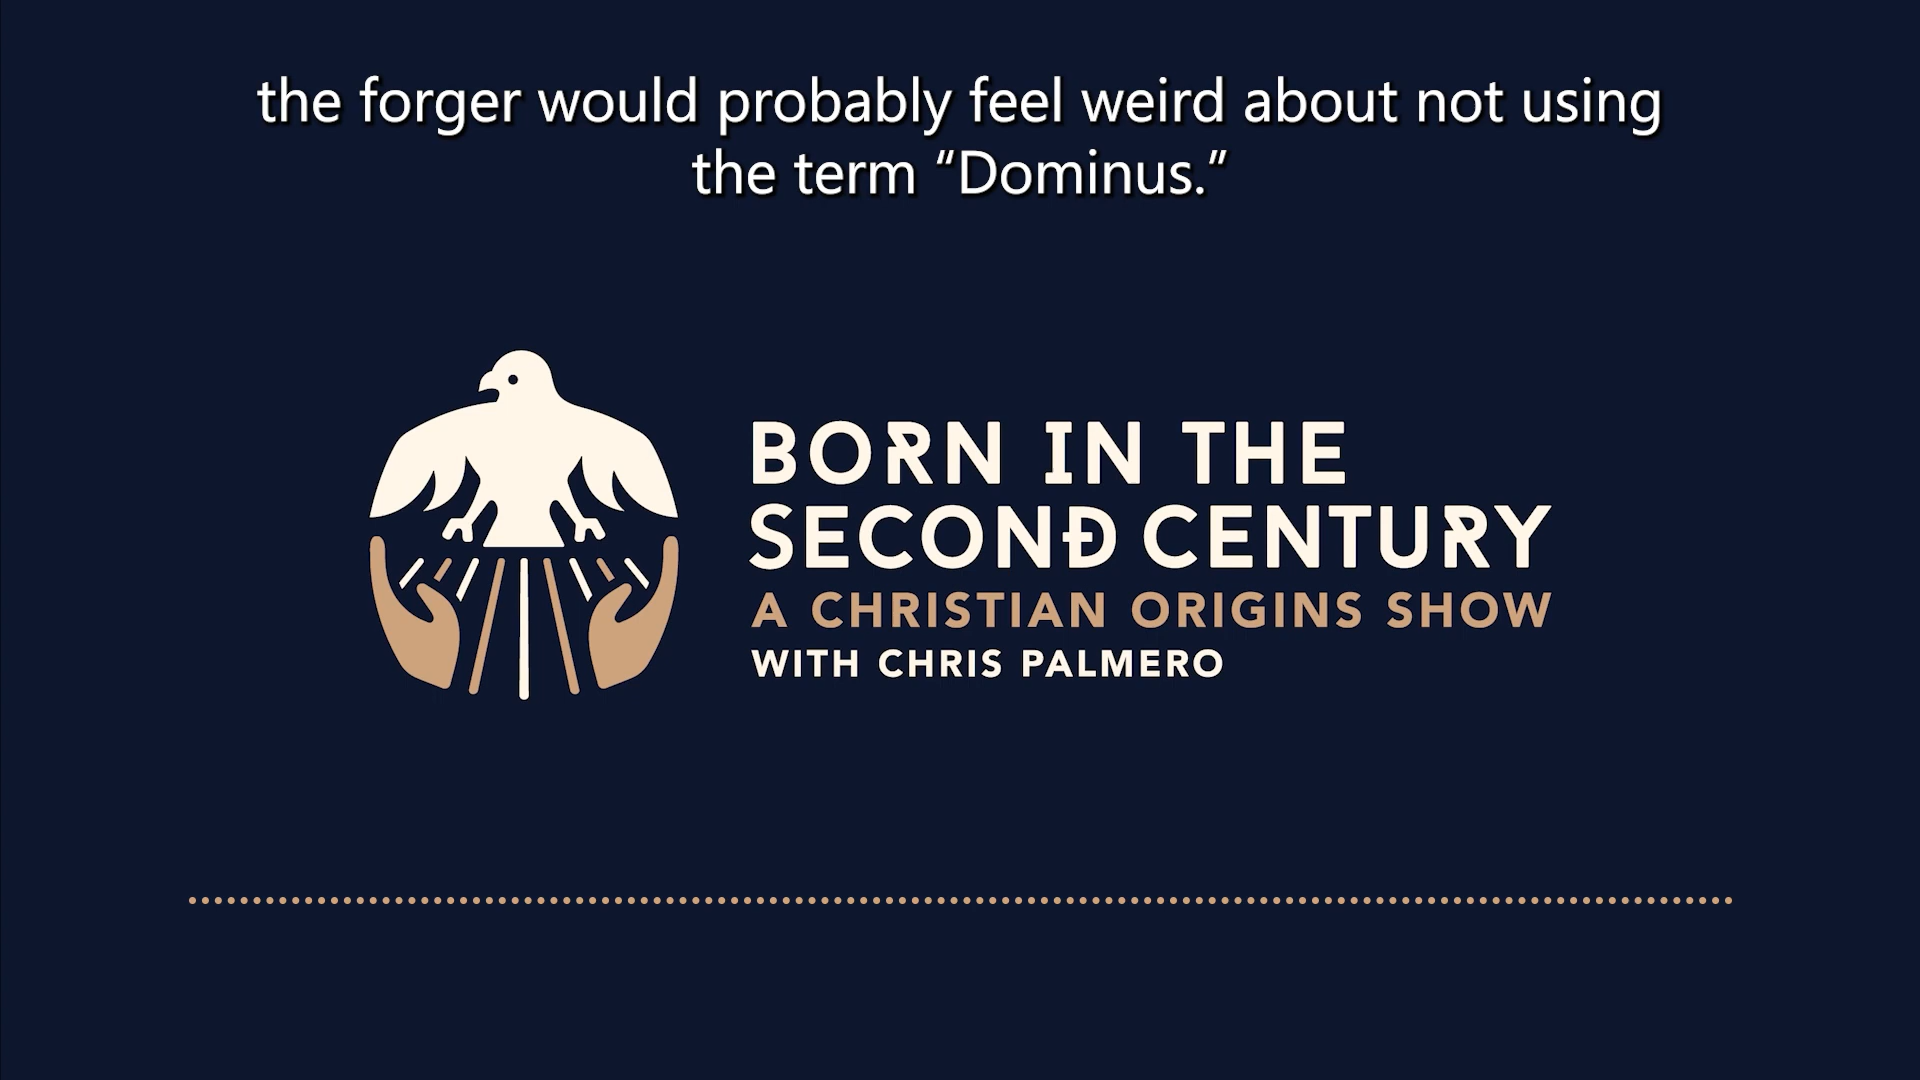 the forger would probably feel weird about not using
the term “Dominus.”
BORN IN THE
SECOND CENTURY
A CHRISTIAN ORIGINS SHOW
WITH CHRIS PALMERO